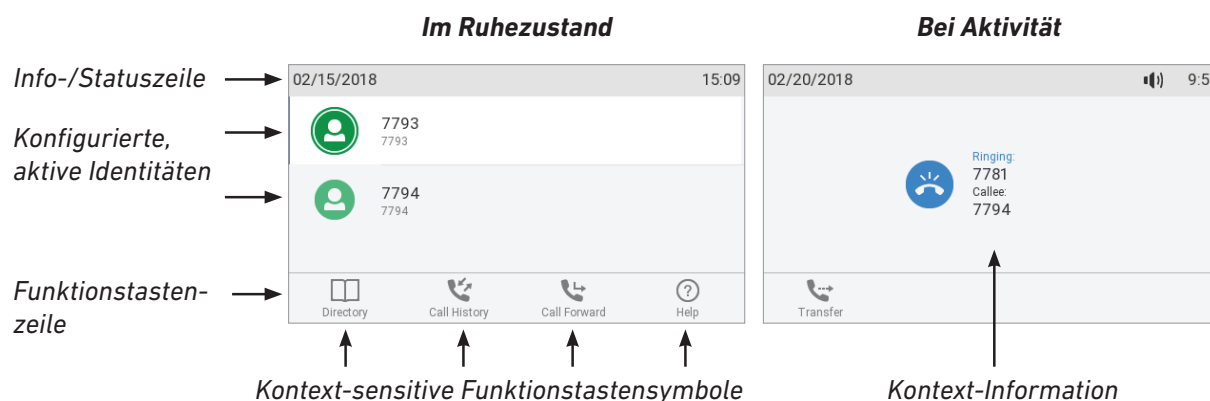 Im Ruhezustand
Bei Aktivität
Info-/Statuszeile
02/15/2018 15:09
02/20/2018 9:5
Konfigurierte,
aktive Identitäten
7793
7793
7794
7794
Ringing:
7781
Callee:
7794
Funktionstasten-
zeile
Directory Call History Call Forward ? Help
Transfer
Kontext-sensitive Funktionstastensymbole
Kontext-Information